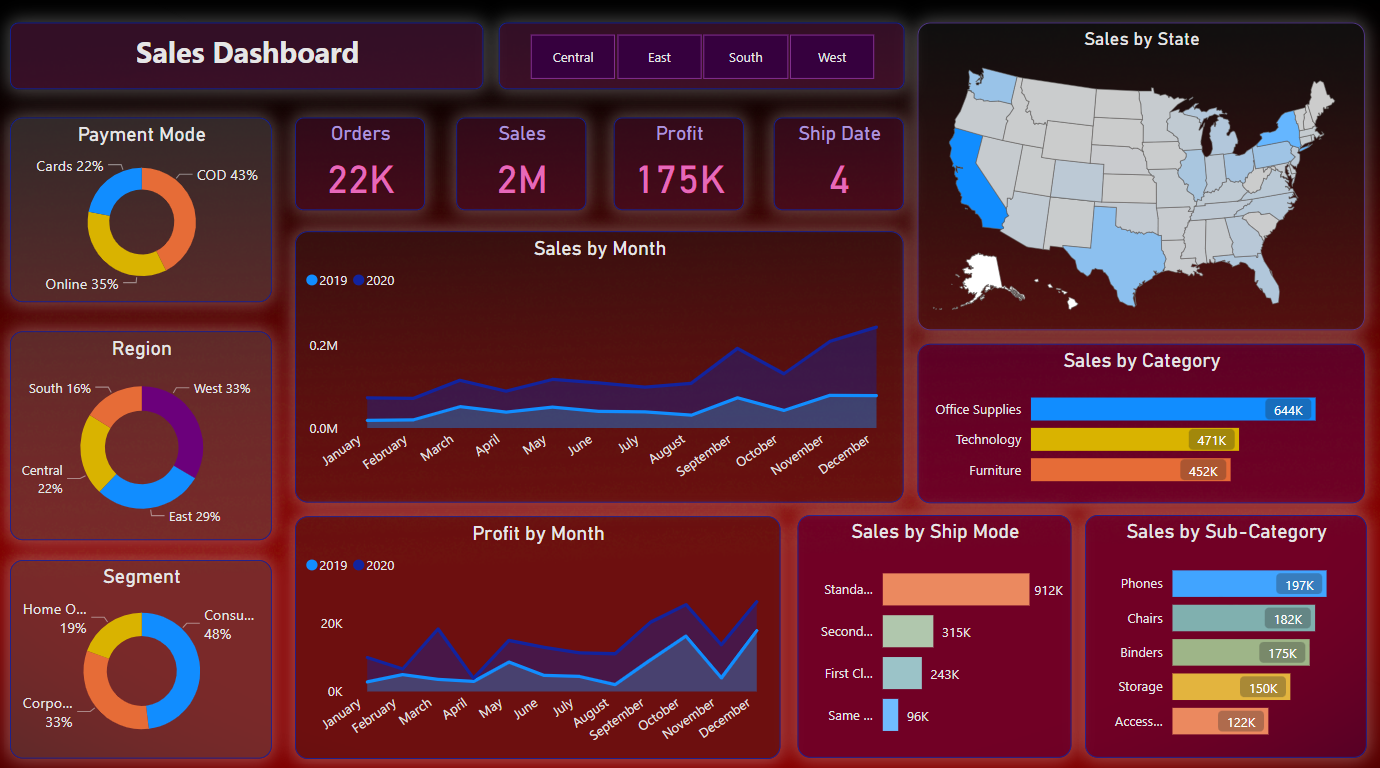 Sales Dashboard
Central
East
South
West
Sales by State
Payment Mode
Cards 22%
COD 43%
Online 35%
Orders
22K
Sales
2M
Profit
175K
Ship Date
4
Sales by Month
2019
2020
0.2M
0.0M
January
February
March
April
May
June
July
August
September
October
November
December
Region
South 16%
West 33%
Central
22%
East 29%
Sales by Category
Office Supplies
644K
Technology
471K
Furniture
452K
Segment
Home O...
19%
Consu...
48%
Corpo...
33%
Profit by Month
2019
2020
20K
0K
January
February
March
April
May
June
July
August
September
October
November
December
Sales by Ship Mode
Standa...
912K
Second...
315K
First Cl...
243K
Same ...
96K
Sales by Sub-Category
Phones
197K
Chairs
182K
Binders
175K
Storage
150K
Access...
122K